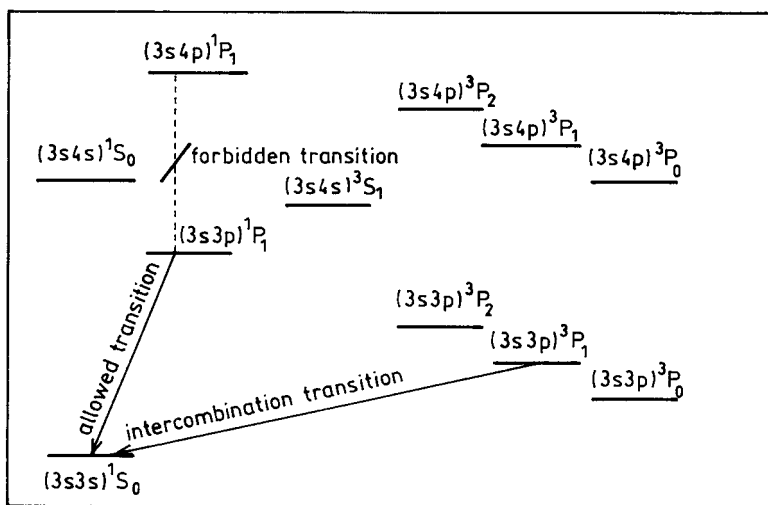 (3s4p)¹P₁
(3s4p)³P₂
(3s4p)³P₁
(3s4s)¹S₀
forbidden transition
(3s4p)³P₀
(3s4s)³S₁
(3s3p)¹P₁
(3s3p)³P₂
(3s3p)³P₁
(3s3p)³P₀
allowed transition
intercombination transition
(3s3s)¹S₀